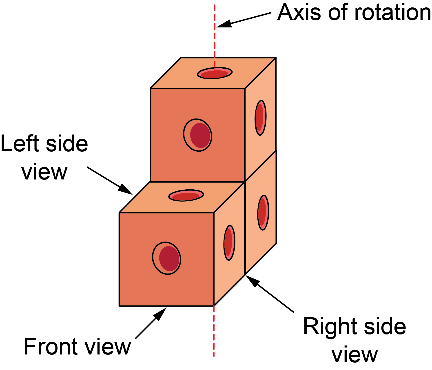 Axis of rotation
Left side
view
Front view
Right side
view